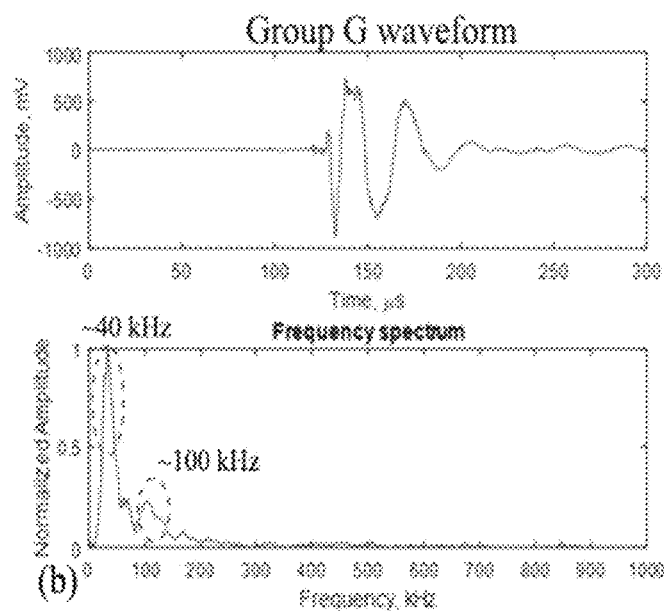 Group G waveform
1000
500
0
-500
-1000
Amplitude, mV
0 50 100 150 200 250 300
Time, μs
~40 kHz
Frequency spectrum
1
0.5
0
Normalized Amplitude
~100 kHz
0 100 200 300 400 500 600 700 800 900 1000
Frequency, kHz
(b)